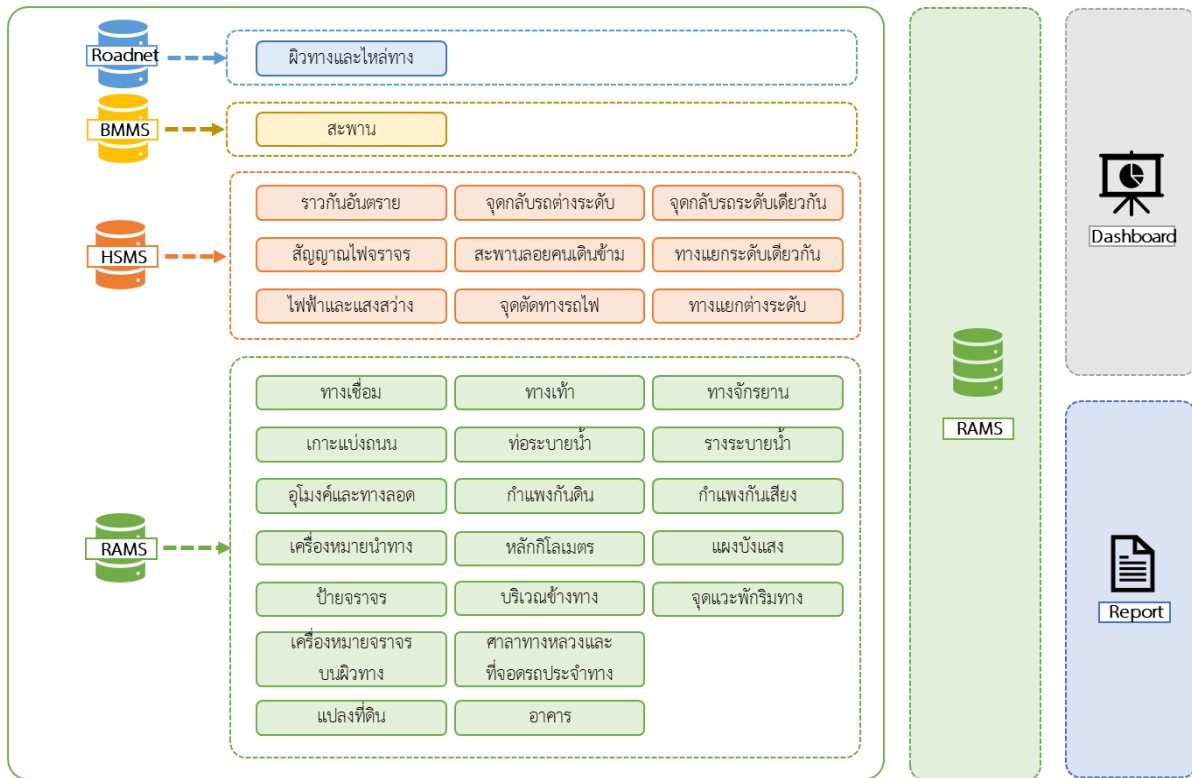 Roadnet
ผิวทางและไหล่ทาง
BMMS
สะพาน
HSMS
ราวกันอันตราย
จุดกลับรถต่างระดับ
จุดกลับรถระดับเดียวกัน
สัญญาณไฟจราจร
สะพานลอยคนเดินข้าม
ทางแยกระดับเดียวกัน
ไฟฟ้าและแสงสว่าง
จุดตัดทางรถไฟ
ทางแยกต่างระดับ
RAMS
ทางเชื่อม
ทางเท้า
ทางจักรยาน
เกาะแบ่งถนน
ท่อระบายน้ำ
รางระบายน้ำ
อุโมงค์และทางลอด
กำแพงกันดิน
กำแพงกันเสียง
เครื่องหมายนำทาง
หลักกิโลเมตร
แผงบังแสง
ป้ายจราจร
บริเวณข้างทาง
จุดแวะพักริมทาง
เครื่องหมายจราจร
บนผิวทาง
ศาลาทางหลวงและ
ที่จอดรถประจำทาง
แปลงที่ดิน
อาคาร
RAMS
Dashboard
Report